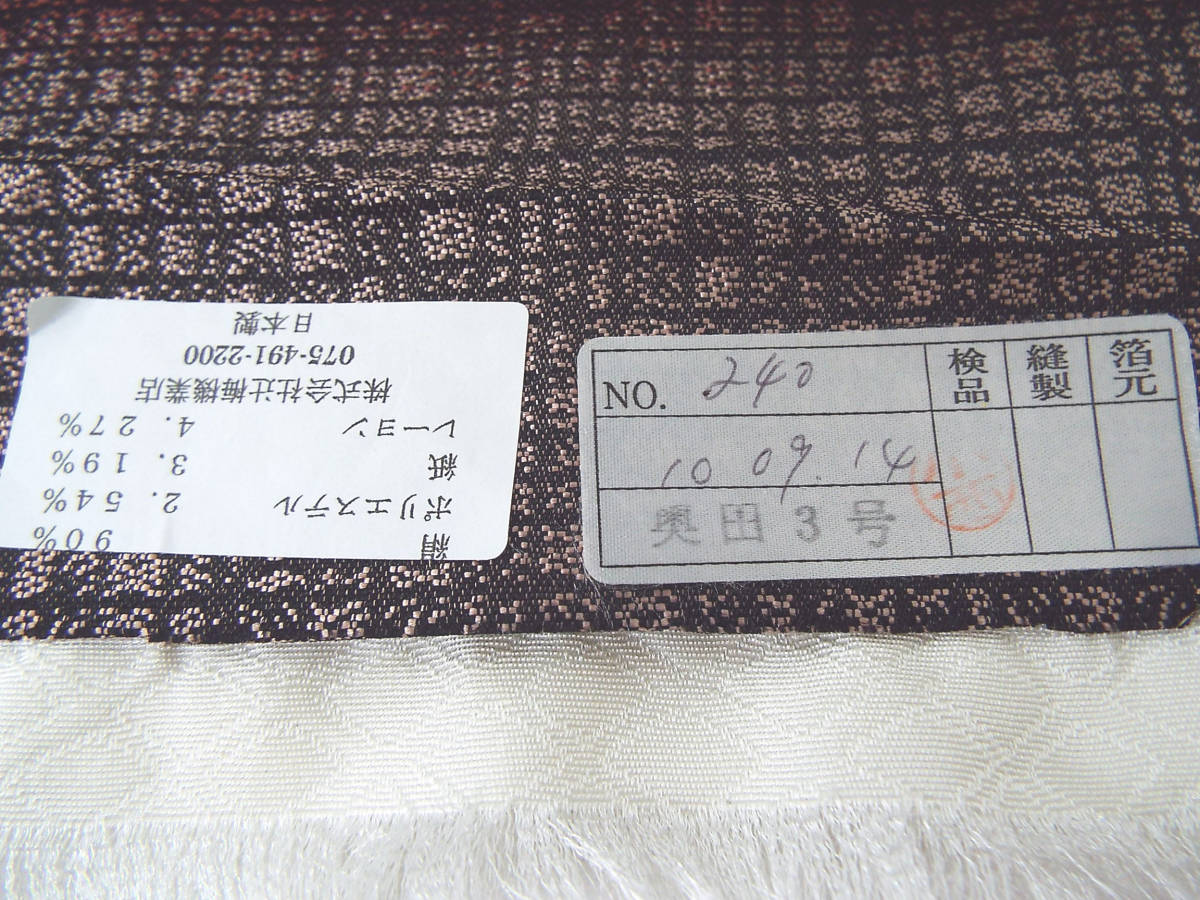 絹 90%
ポリエステル 2.54%
紙 3.19%
レーヨン 4.27%
株式会社辻梅機業店
075-491-2200
日本製
NO. 240
10 09.14
奥田3号
検品
縫製
箔元